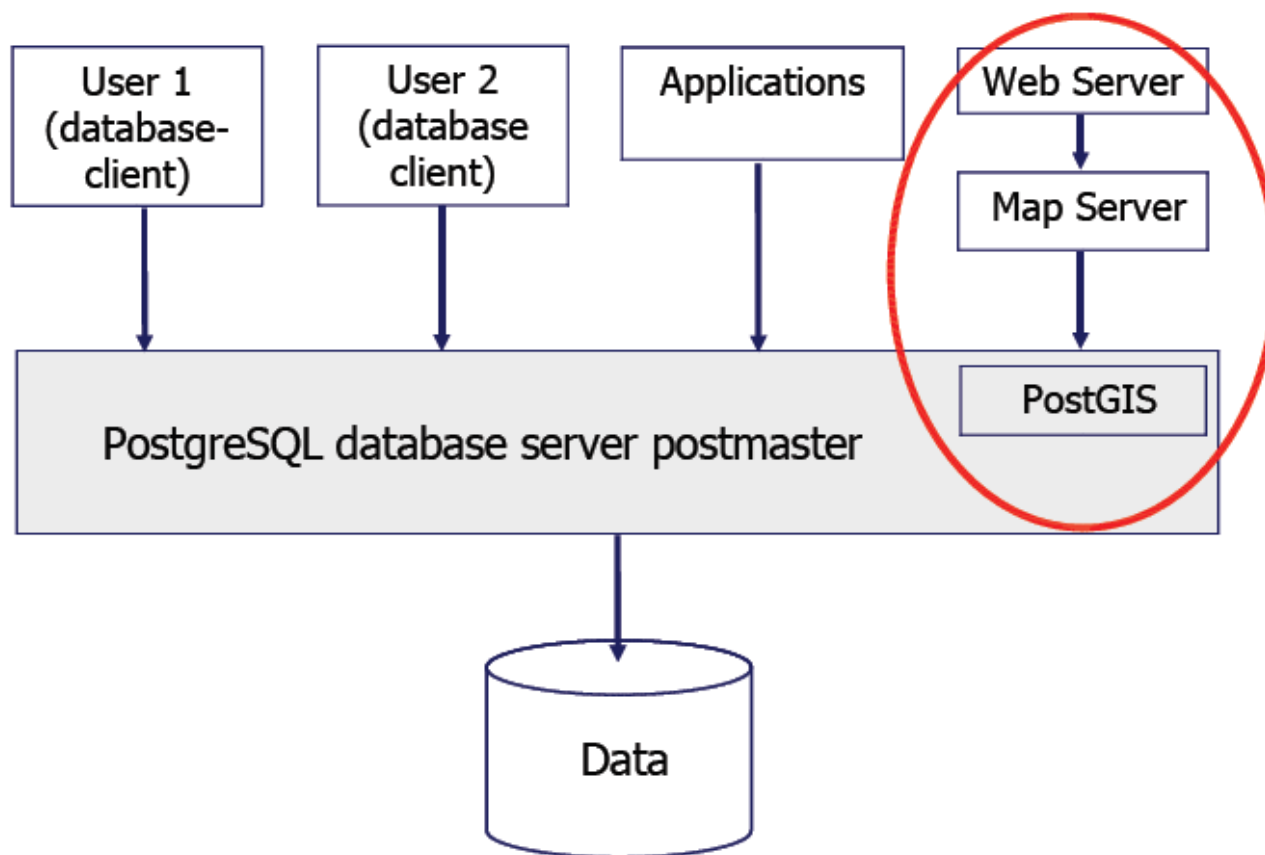 User 1
(database-
client)
User 2
(database
client)
Applications
Web Server
Map Server
PostGIS
PostgreSQL database server postmaster
Data